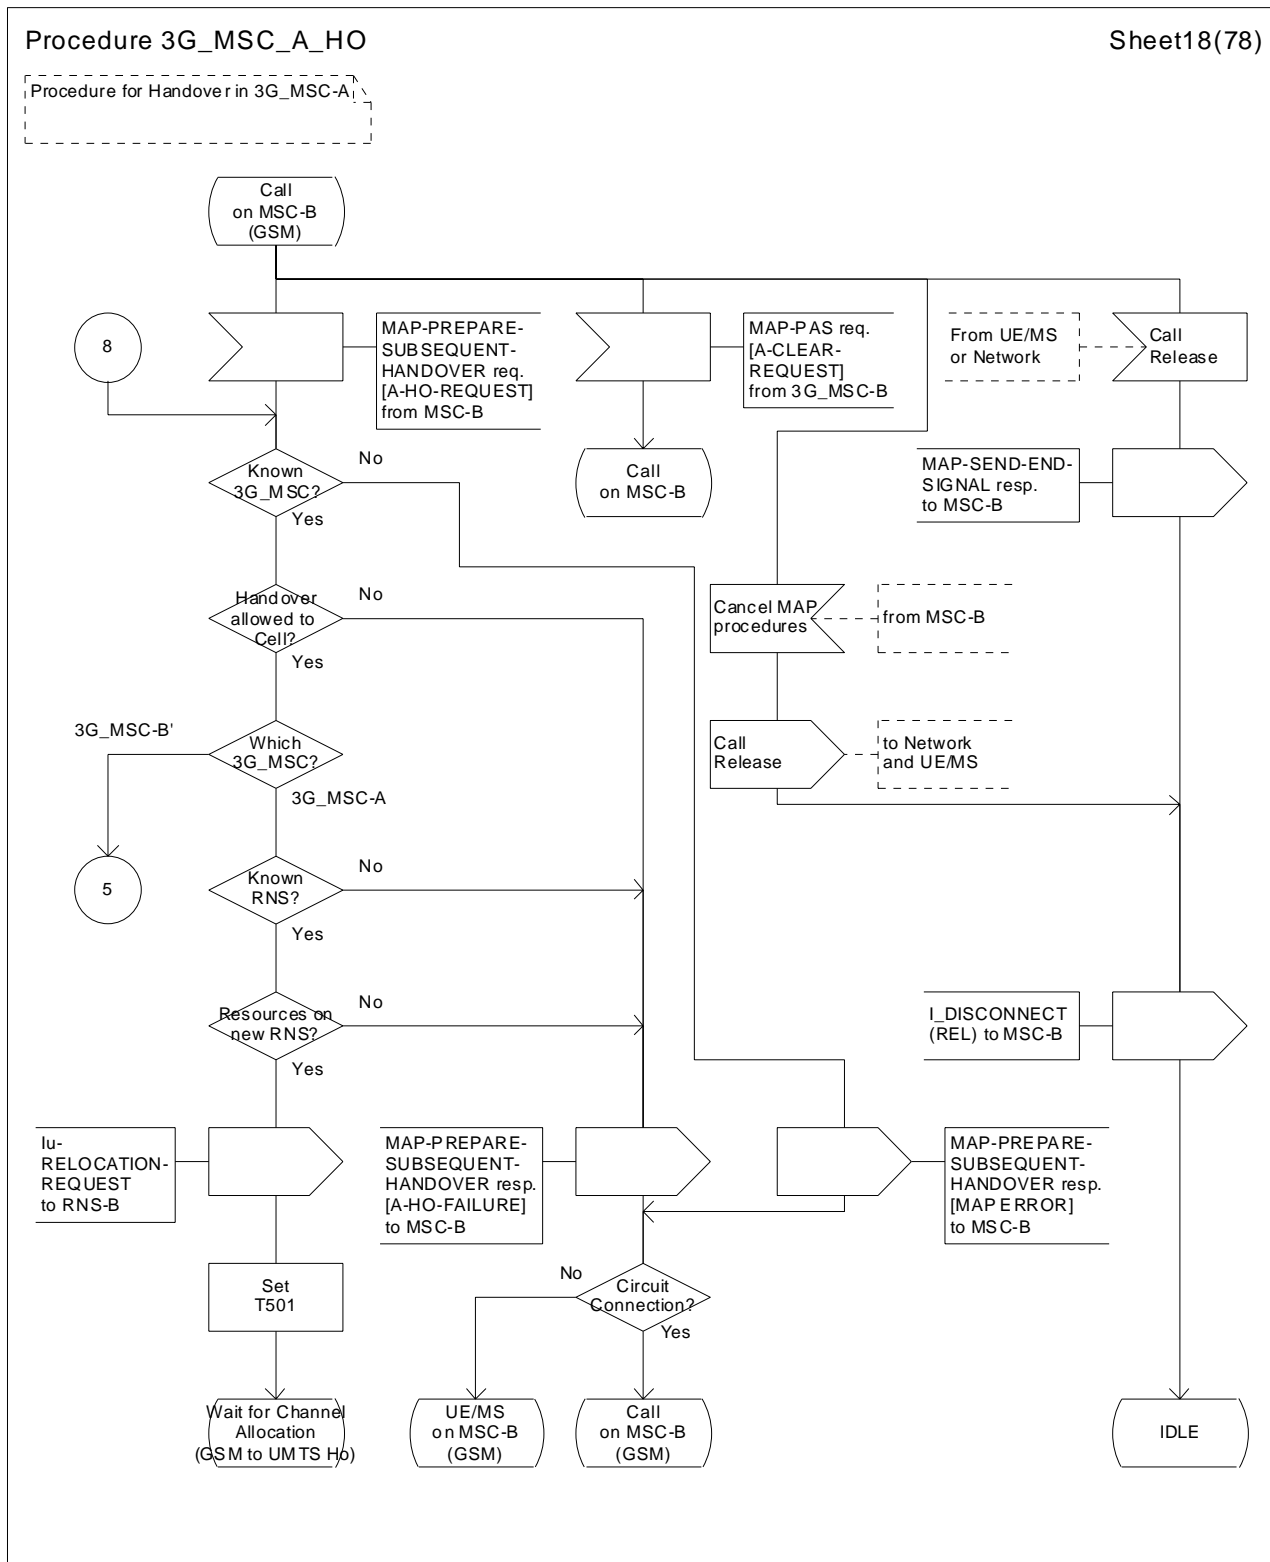 Procedure 3G_MSC_A_HO
Sheet18(78)
Procedure for Handover in 3G_MSC-A
Call
on MSC-B
(GSM)
8
MAP-PREPARE-
SUBSEQUENT-
HANDOVER req.
[A-HO-REQUEST]
from MSC-B
MAP-PAS req.
[A-CLEAR-
REQUEST]
from 3G_MSC-B
From UE/MS
or Network
Call
Release
Known
3G_MSC?
No
Yes
Call
on MSC-B
MAP-SEND-END-
SIGNAL resp.
to MSC-B
Handover
allowed to
Cell?
No
Yes
Cancel MAP
procedures
from MSC-B
3G_MSC-B'
Which
3G_MSC?
3G_MSC-A
Call
Release
to Network
and UE/MS
5
Known
RNS?
No
Yes
Resources on
new RNS?
No
Yes
I_DISCONNECT
(REL) to MSC-B
Iu-
RELOCATION-
REQUEST
to RNS-B
MAP-PREPARE-
SUBSEQUENT-
HANDOVER resp.
[A-HO-FAILURE]
to MSC-B
MAP-PREPARE-
SUBSEQUENT-
HANDOVER resp.
[MAP ERROR]
to MSC-B
Set
T501
No
Circuit
Connection?
Yes
Wait for Channel
Allocation
(GSM to UMTS Ho)
UE/MS
on MSC-B
(GSM)
Call
on MSC-B
(GSM)
IDLE